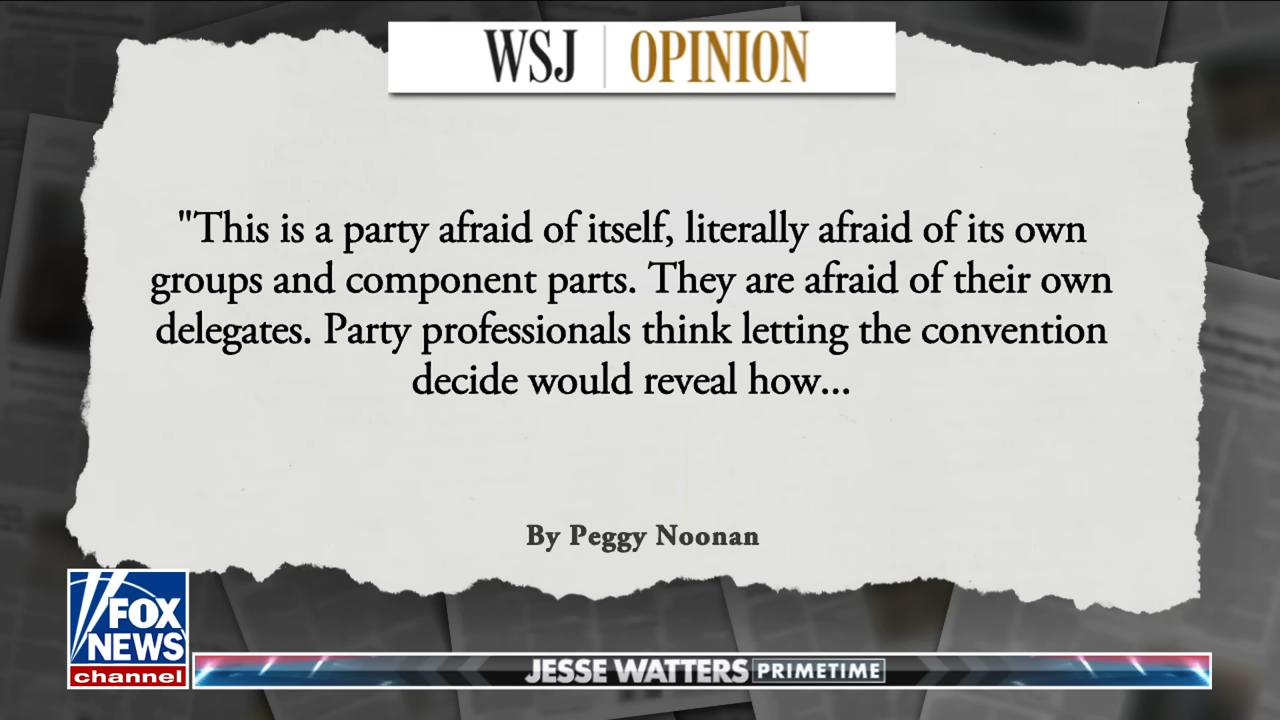 WSJ | OPINION
"This is a party afraid of itself, literally afraid of its own
groups and component parts. They are afraid of their own
delegates. Party professionals think letting the convention
decide would reveal how...
By Peggy Noonan
FOX
NEWS
channel
JESSE WATTERS PRIMETIME